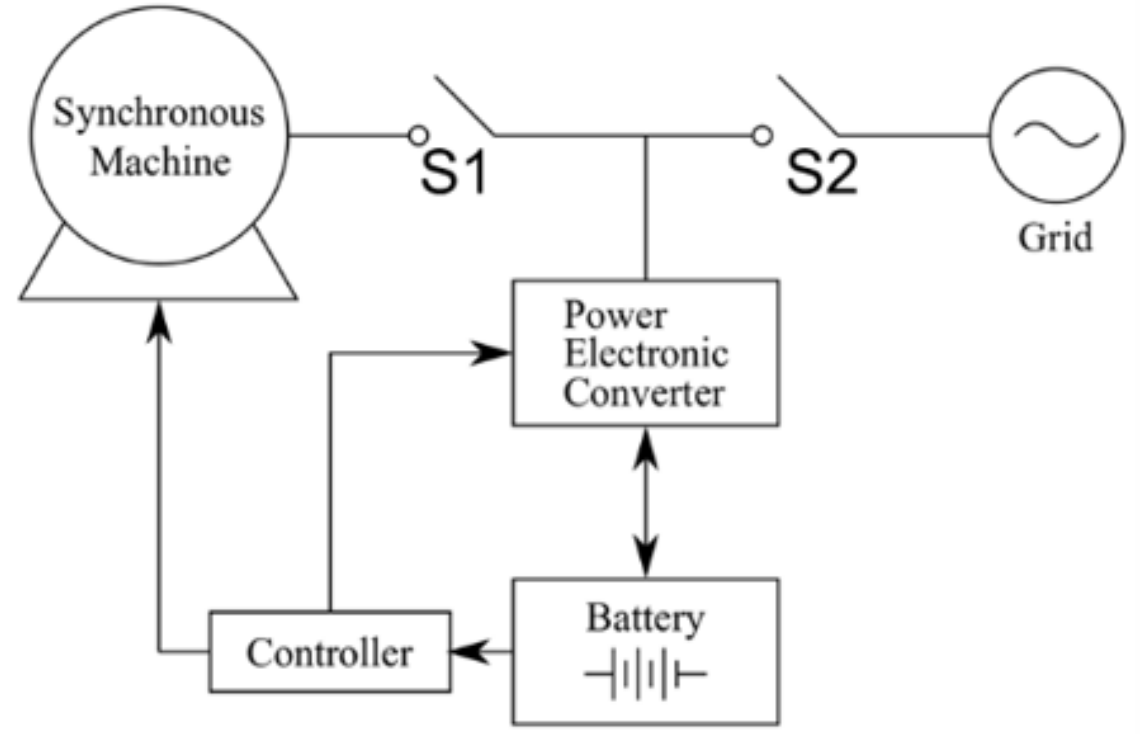 Synchronous
Machine
S1
S2
Grid
Power
Electronic
Converter
Battery
Controller